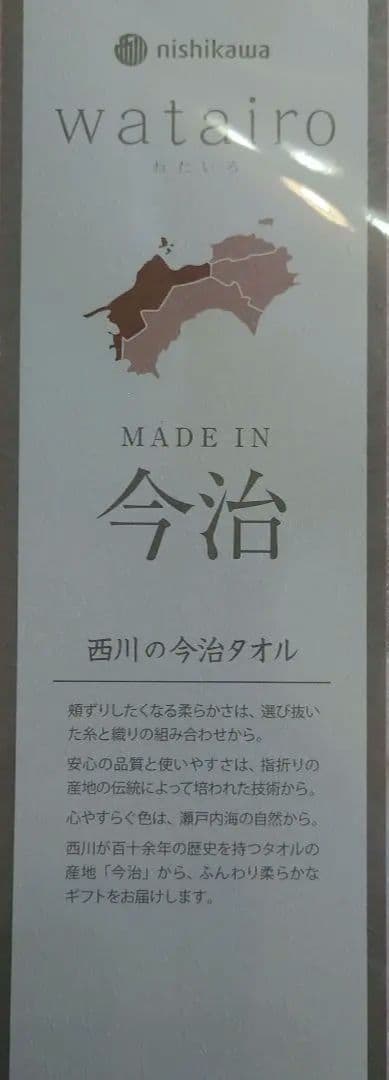 nishikawa
watairo
わたいろ
MADE IN
今治
西川の今治タオル
頬ずりしたくなる柔らかさは、選び抜い
た糸と織りの組み合わせから。
安心の品質と使いやすさは、指折りの
産地の伝統によって培われた技術から。
心やすらぐ色は、瀬戸内海の自然から。
西川が百十余年の歴史を持つタオルの
産地「今治」から、ふんわり柔らかな
ギフトをお届けします。